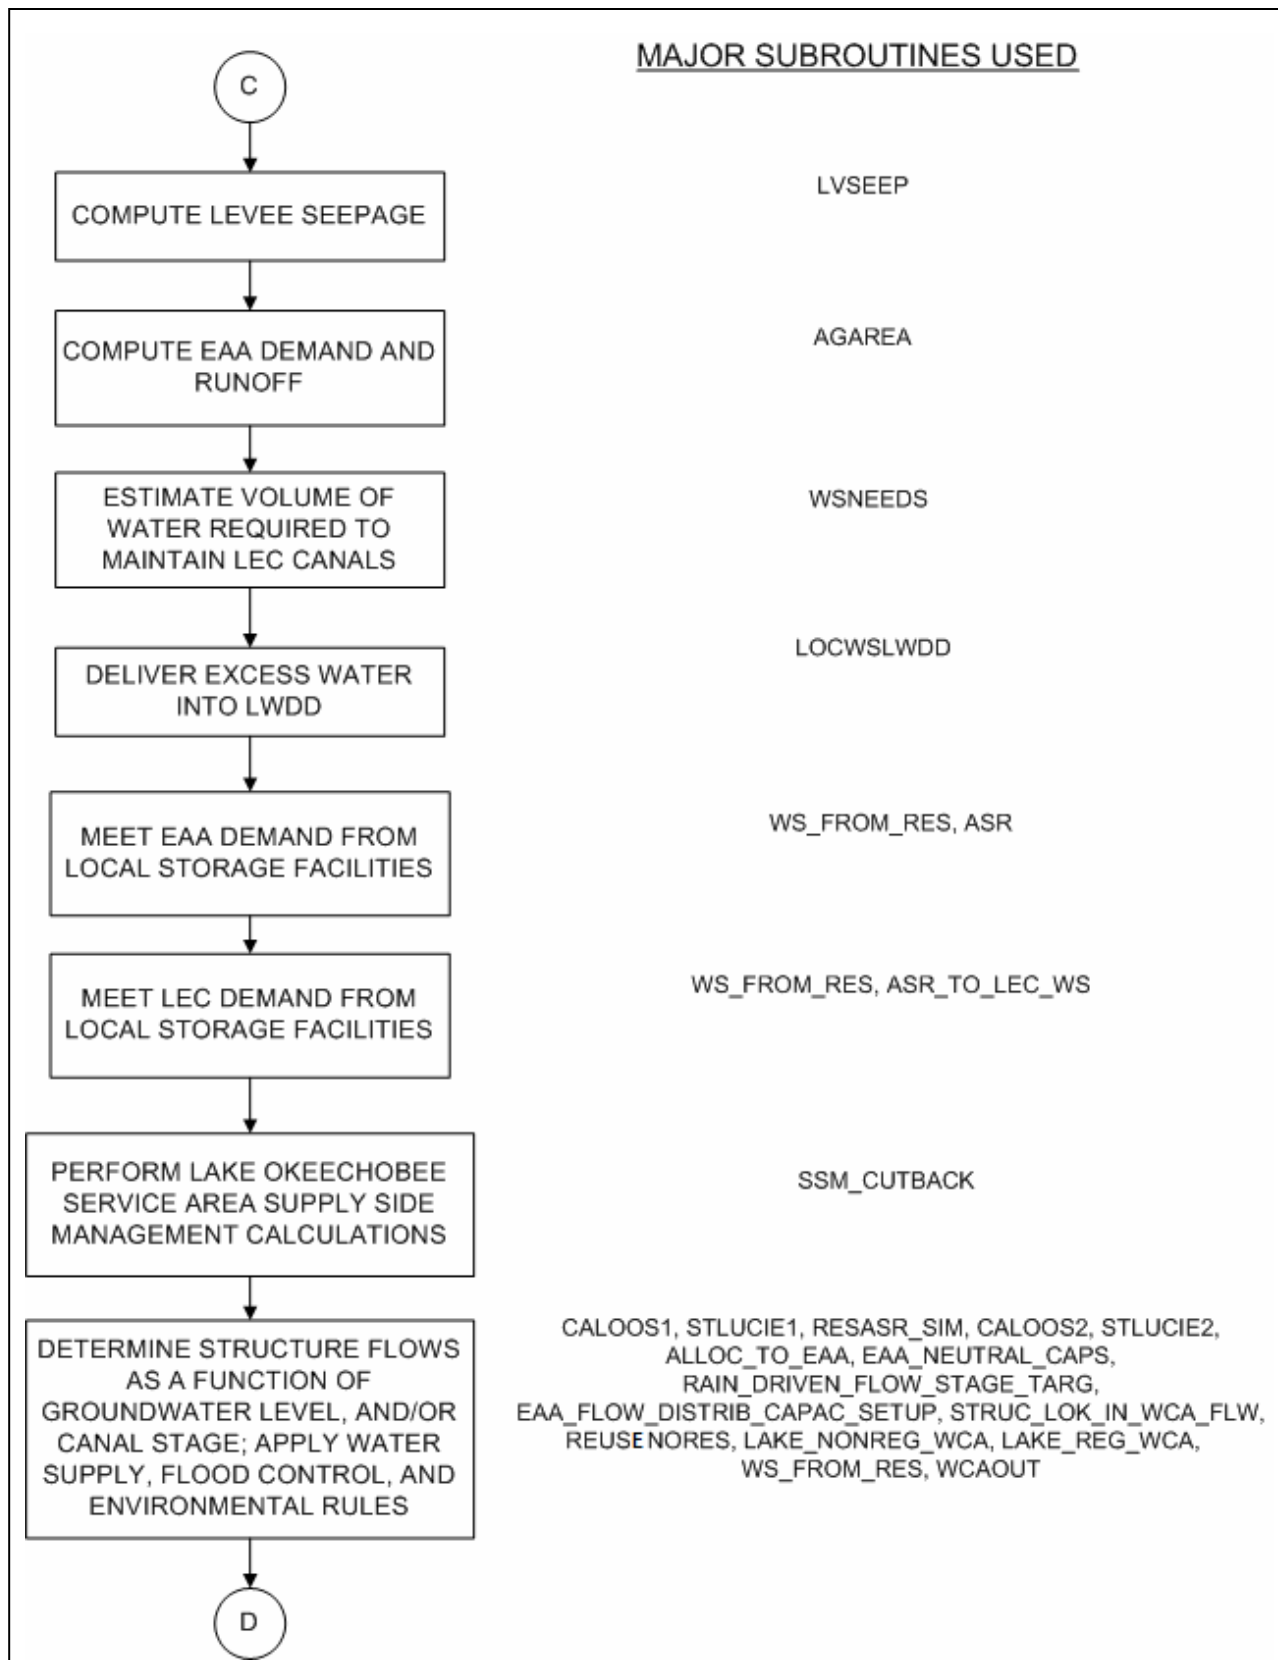 MAJOR SUBROUTINES USED
C
COMPUTE LEVEE SEEPAGE
LVSEEP
COMPUTE EAA DEMAND AND
RUNOFF
AGAREA
ESTIMATE VOLUME OF
WATER REQUIRED TO
MAINTAIN LEC CANALS
WSNEEDS
DELIVER EXCESS WATER
INTO LWDD
LOCWSLWDD
MEET EAA DEMAND FROM
LOCAL STORAGE FACILITIES
WS_FROM_RES, ASR
MEET LEC DEMAND FROM
LOCAL STORAGE FACILITIES
WS_FROM_RES, ASR_TO_LEC_WS
PERFORM LAKE OKEECHOBEE
SERVICE AREA SUPPLY SIDE
MANAGEMENT CALCULATIONS
SSM_CUTBACK
DETERMINE STRUCTURE FLOWS
AS A FUNCTION OF
GROUNDWATER LEVEL, AND/OR
CANAL STAGE; APPLY WATER
SUPPLY, FLOOD CONTROL, AND
ENVIRONMENTAL RULES
CALOOS1, STLUCIE1, RESASR_SIM, CALOOS2, STLUCIE2,
ALLOC_TO_EAA, EAA_NEUTRAL_CAPS,
RAIN_DRIVEN_FLOW_STAGE_TARG,
EAA_FLOW_DISTRIB_CAPAC_SETUP, STRUC_LOK_IN_WCA_FLW,
REUSENORES, LAKE_NONREG_WCA, LAKE_REG_WCA,
WS_FROM_RES, WCAOUT
D